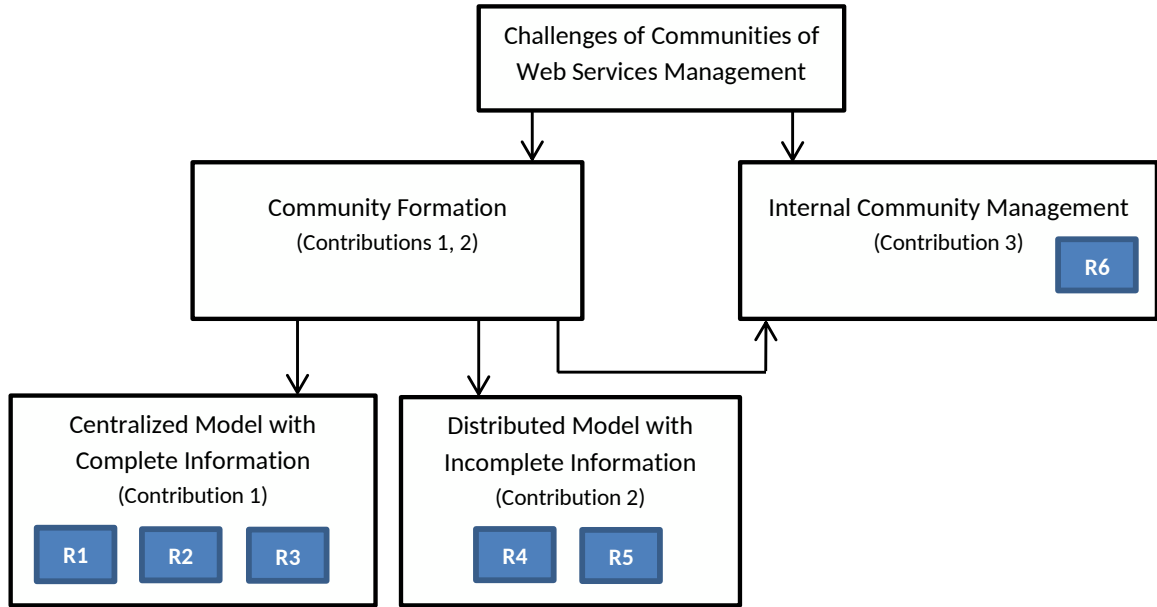 Challenges of Communities of
Web Services Management
Community Formation
(Contributions 1, 2)
Internal Community Management
(Contribution 3)
R6
Centralized Model with
Complete Information
(Contribution 1)
R1
R2
R3
Distributed Model with
Incomplete Information
(Contribution 2)
R4
R5